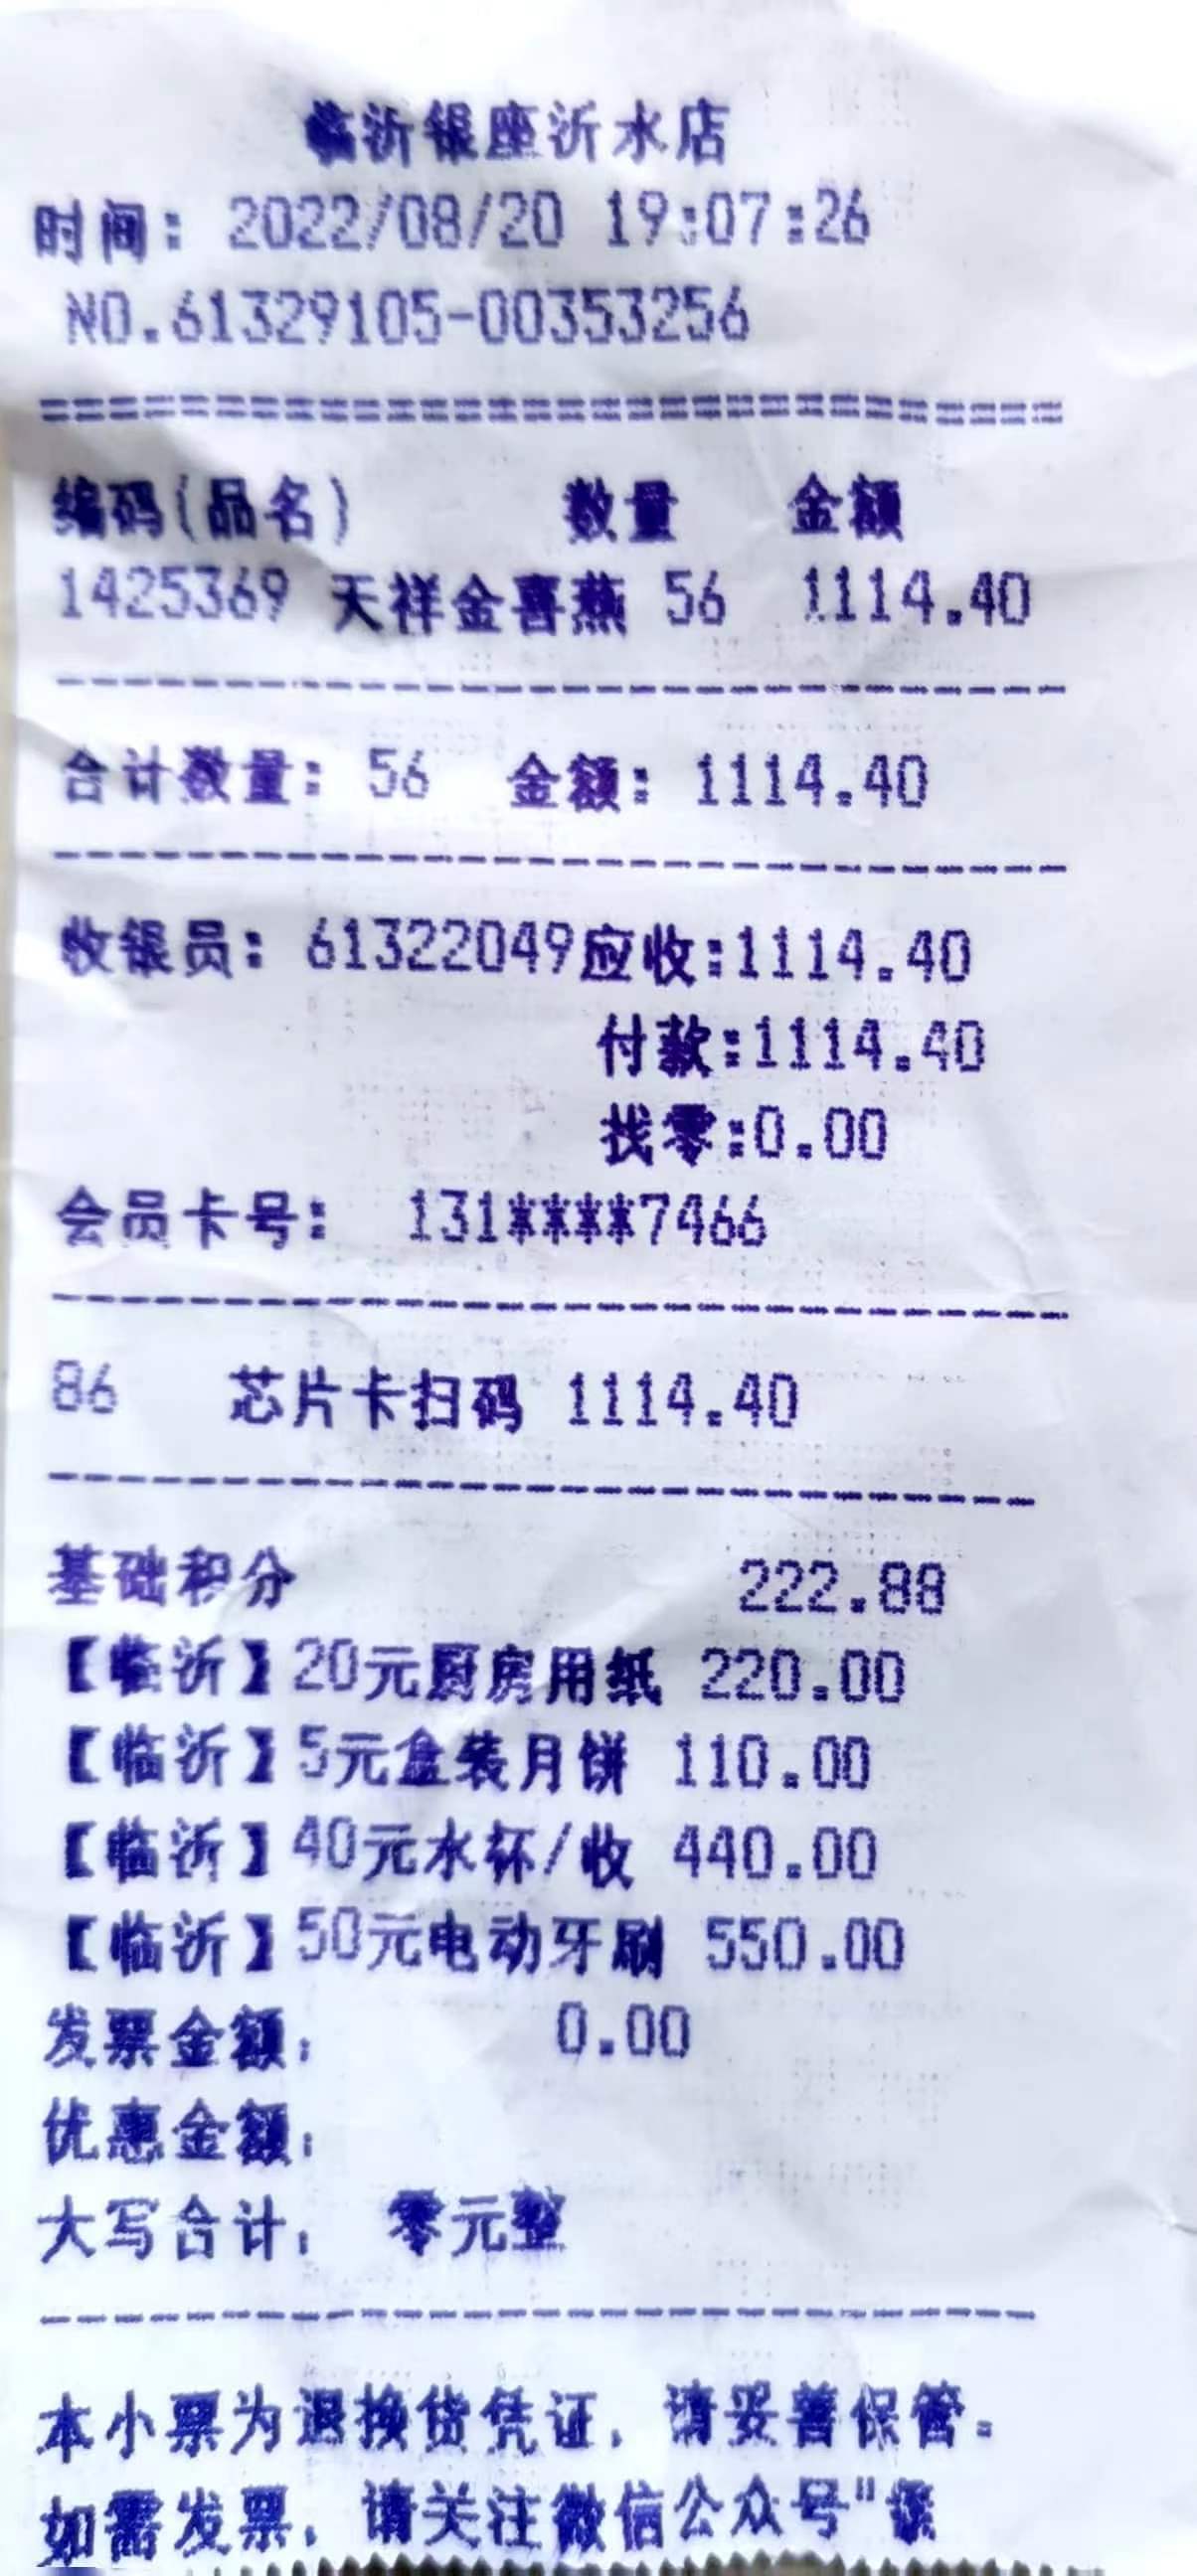 临沂银座沂水店
时间: 2022/08/20 19:07:26
NO.61329105-00353256
==============================
编码(品名) 数量 金额
1425369 天祥金喜燕 56 1114.40
------------------------------
合计数量: 56 金额: 1114.40
------------------------------
收银员: 61322049应收:1114.40
付款:1114.40
找零:0.00
会员卡号: 131****7466
------------------------------
86 芯片卡扫码 1114.40
------------------------------
基础积分 222.88
【临沂】20元厨房用纸 220.00
【临沂】5元盒装月饼 110.00
【临沂】40元水杯/收 440.00
【临沂】50元电动牙刷 550.00
发票金额: 0.00
优惠金额:
大写合计: 零元整
------------------------------
本小票为退换货凭证, 请妥善保管。
如需发票, 请关注微信公众号"